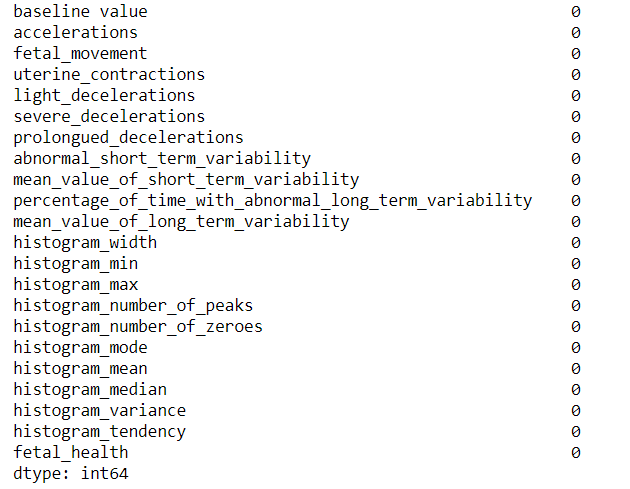 baseline value 0
accelerations 0
fetal_movement 0
uterine_contractions 0
light_decelerations 0
severe_decelerations 0
prolongued_decelerations 0
abnormal_short_term_variability 0
mean_value_of_short_term_variability 0
percentage_of_time_with_abnormal_long_term_variability 0
mean_value_of_long_term_variability 0
histogram_width 0
histogram_min 0
histogram_max 0
histogram_number_of_peaks 0
histogram_number_of_zeroes 0
histogram_mode 0
histogram_mean 0
histogram_median 0
histogram_variance 0
histogram_tendency 0
fetal_health 0
dtype: int64